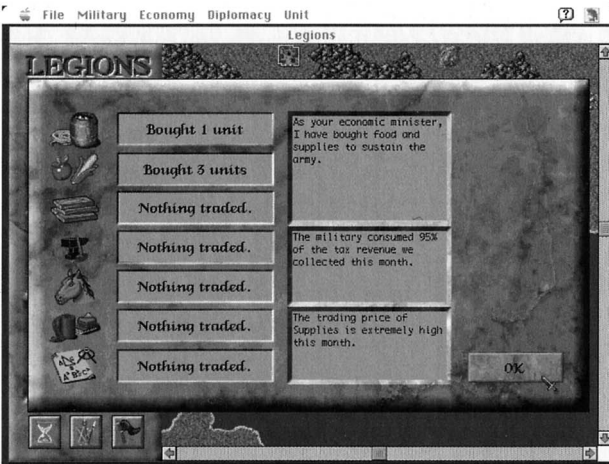 File Military Economy Diplomacy Unit
Legions
LEGIONS
Bought 1 unit
Bought 3 units
Nothing traded.
Nothing traded.
Nothing traded.
Nothing traded.
Nothing traded.
As your economic minister,
I have bought food and
supplies to sustain the
army.
The military consumed 95%
of the tax revenue we
collected this month.
The trading price of
Supplies is extremely high
this month.
OK